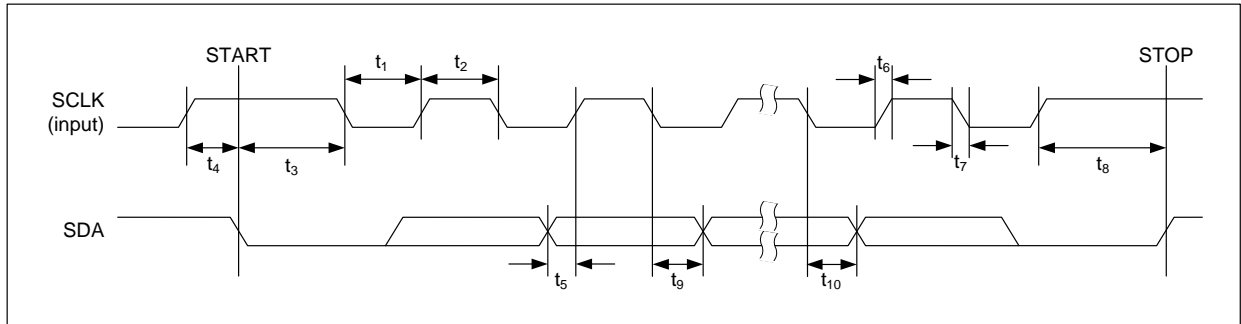 START
STOP
t1
t2
t6
SCLK
(input)
t4
t3
t7
t8
SDA
t5
t9
t10